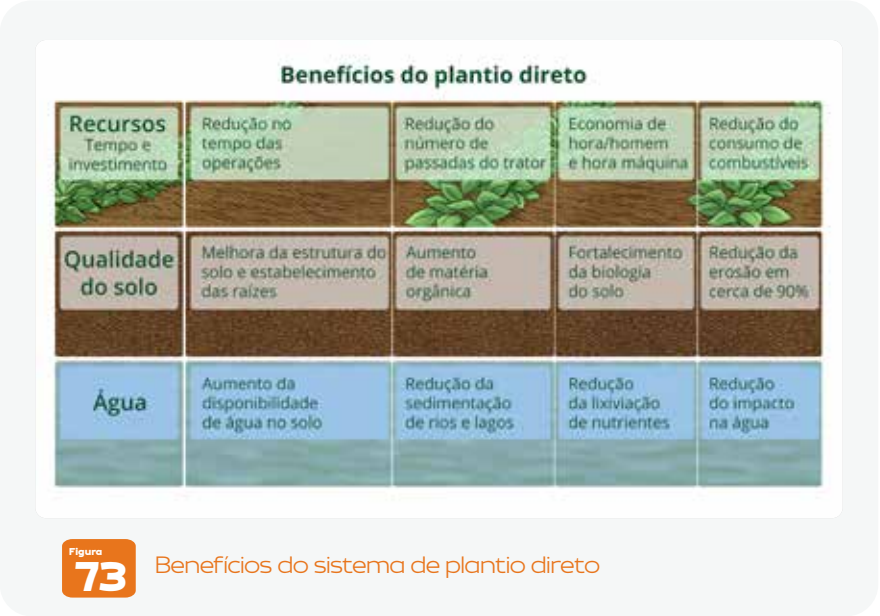 Benefícios do plantio direto
Recursos
Tempo e
investimento
Redução no
tempo das
operações
Redução do
número de
passadas do trator
Economia de
hora/homem
e hora máquina
Redução do
consumo de
combustíveis
Qualidade
do solo
Melhora da estrutura do
solo e estabelecimento
das raízes
Aumento
de matéria
orgânica
Fortalecimento
da biologia
do solo
Redução da
erosão em
cerca de 90%
Água
Aumento da
disponibilidade
de água no solo
Redução da
sedimentação
de rios e lagos
Redução
da lixiviação
de nutrientes
Redução
do impacto
na água
Figura
73
Benefícios do sistema de plantio direto